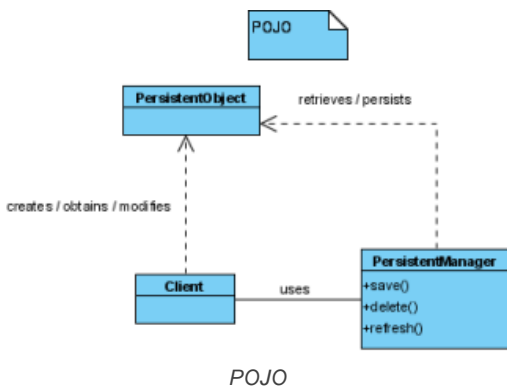 POJO
PersistentObject
retrieves / persists
creates / obtains / modifies
Client
uses
PersistentManager
+save()
+delete()
+refresh()
POJO